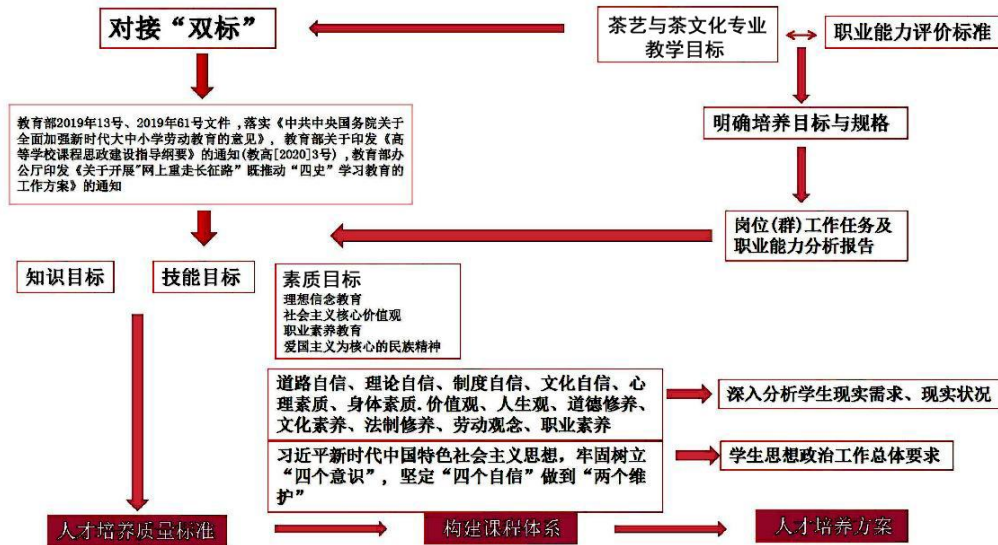 对接“双标”
茶艺与茶文化专业
教学目标
职业能力评价标准
教育部2019年13号、2019年61号文件,落实《中共中央国务院关于
全面加强新时代大中小学劳动教育的意见》,教育部关于印发《高
等学校课程思政建设指导纲要》的通知(教高[2020]3号),教育部办
公厅印发《关于开展"网上重走长征路”既推动“四史”学习教育的
工作方案》的通知
明确培养目标与规格
岗位(群)工作任务及
职业能力分析报告
知识目标
技能目标
素质目标
理想信念教育
社会主义核心价值观
职业素养教育
爱国主义为核心的民族精神
道路自信、理论自信、制度自信、文化自信、心
理素质、身体素质.价值观、人生观、道德修养、
文化素养、法制修养、劳动观念、职业素养
深入分析学生现实需求、现实状况
习近平新时代中国特色社会主义思想,牢固树立
“四个意识”,坚定“四个自信”做到“两个维
护”
学生思想政治工作总体要求
人才培养质量标准
构建课程体系
人才培养方案